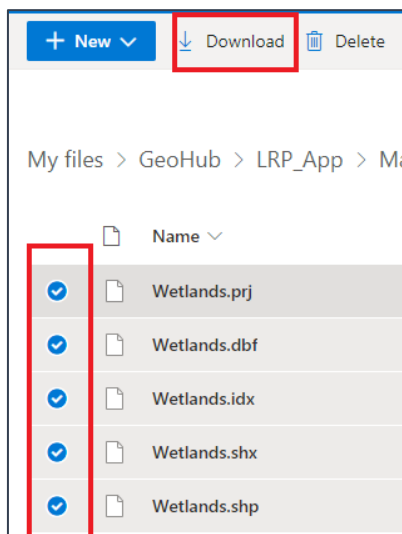 + New Download Delete
My files > GeoHub > LRP_App >
Name
Wetlands.prj
Wetlands.dbf
Wetlands.idx
Wetlands.shx
Wetlands.shp